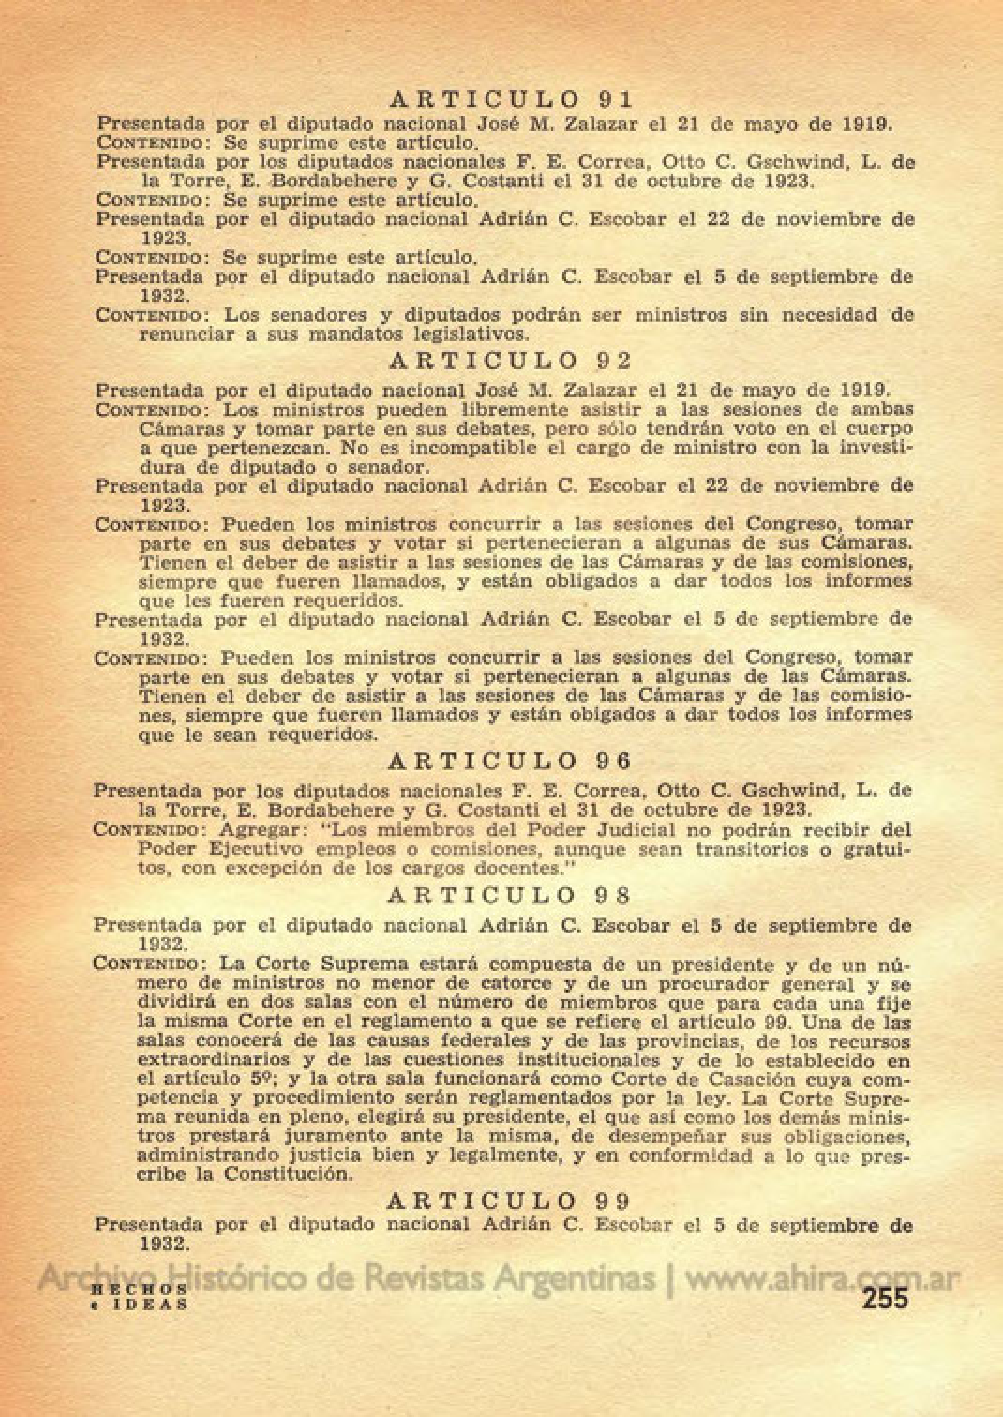 ARTICULO 91
Presentada por el diputado nacional José M. Zalazar el 21 de mayo de 1919.
CONTENIDO: Se suprime este artículo.
Presentada por los diputados nacionales F. E. Correa, Otto C. Gschwind, L. de
la Torre, E. Bordabehere y G. Costanti el 31 de octubre de 1923.
CONTENIDO: Se suprime este artículo.
Presentada por el diputado nacional Adrián C. Escobar el 22 de noviembre de
1923.
CONTENIDO: Se suprime este artículo.
Presentada por el diputado nacional Adrián C. Escobar el 5 de septiembre de
1932.
CONTENIDO: Los senadores y diputados podrán ser ministros sin necesidad de
renunciar a sus mandatos legislativos.
ARTICULO 92
Presentada por el diputado nacional José M. Zalazar el 21 de mayo de 1919.
CONTENIDO: Los ministros pueden libremente asistir a las sesiones de ambas
Cámaras y tomar parte en sus debates, pero sólo tendrán voto en el cuerpo
a que pertenezcan. No es incompatible el cargo de ministro con la investi-
dura de diputado o senador.
Presentada por el diputado nacional Adrián C. Escobar el 22 de noviembre de
1923.
CONTENIDO: Pueden los ministros concurrir a las sesiones del Congreso, tomar
parte en sus debates y votar si pertenecieran a algunas de sus Cámaras.
Tienen el deber de asistir a las sesiones de las Cámaras y de las comisiones,
siempre que fueren llamados, y están obligados a dar todos los informes
que les fueren requeridos.
Presentada por el diputado nacional Adrián C. Escobar el 5 de septiembre de
1932.
CONTENIDO: Pueden los ministros concurrir a las sesiones del Congreso, tomar
parte en sus debates y votar si pertenecieran a algunas de las Cámaras.
Tienen el deber de asistir a las sesiones de las Cámaras y de las comisio-
nes, siempre que fueren llamados y están obigados a dar todos los informes
que le sean requeridos.
ARTICULO 96
Presentada por los diputados nacionales F. E. Correa, Otto C. Gschwind, L. de
la Torre, E. Bordabehere y G. Costanti el 31 de octubre de 1923.
CONTENIDO: Agregar: "Los miembros del Poder Judicial no podrán recibir del
Poder Ejecutivo empleos o comisiones, aunque sean transitorios o gratui-
tos, con excepción de los cargos docentes."
ARTICULO 98
Presentada por el diputado nacional Adrián C. Escobar el 5 de septiembre de
1932.
CONTENIDO: La Corte Suprema estará compuesta de un presidente y de un nú-
mero de ministros no menor de catorce y de un procurador general y se
dividirá en dos salas con el número de miembros que para cada una fije
la misma Corte en el reglamento a que se refiere el artículo 99. Una de las
salas conocerá de las causas federales y de las provincias, de los recursos
extraordinarios y de las cuestiones institucionales y de lo establecido en
el artículo 5º; y la otra sala funcionará como Corte de Casación cuya com-
petencia y procedimiento serán reglamentados por la ley. La Corte Supre-
ma reunida en pleno, elegirá su presidente, el que así como los demás minis-
tros prestará juramento ante la misma, de desempeñar sus obligaciones,
administrando justicia bien y legalmente, y en conformidad a lo que pres-
cribe la Constitución.
ARTICULO 99
Presentada por el diputado nacional Adrián C. Escobar el 5 de septiembre de
1932.
Archivo Histórico de Revistas Argentinas | www.ahira.com.ar
HECHOS
e IDEAS
255